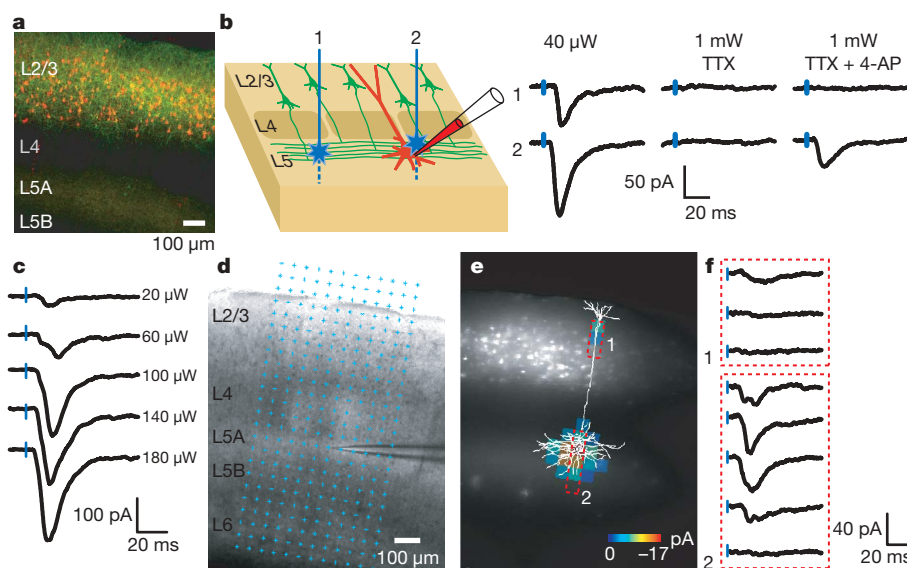 a
L2/3
L4
L5A
L5B
100 µm
b
1
2
L2/3
L4
L5
40 µW
1 mW
TTX
1 mW
TTX + 4-AP
1
2
50 pA
20 ms
c
20 µW
60 µW
100 µW
140 µW
180 µW
100 pA
20 ms
d
L2/3
L4
L5A
L5B
L6
100 µm
e
1
2
pA
0
–17
f
1
2
40 pA
20 ms